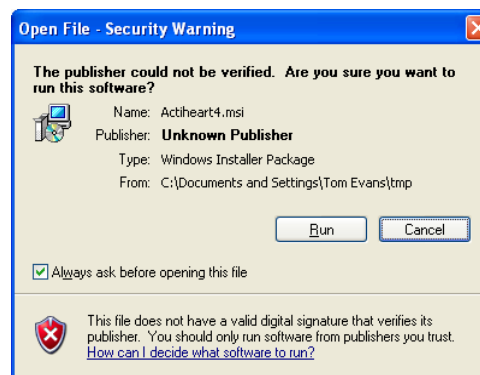 Open File - Security Warning
The publisher could not be verified.  Are you sure you want to
run this software?
Name: Actiheart4.msi
Publisher: Unknown Publisher
Type: Windows Installer Package
From: C:\Documents and Settings\Tom Evans\tmp
Run Cancel
Always ask before opening this file
This file does not have a valid digital signature that verifies its
publisher.  You should only run software from publishers you trust.
How can I decide what software to run?